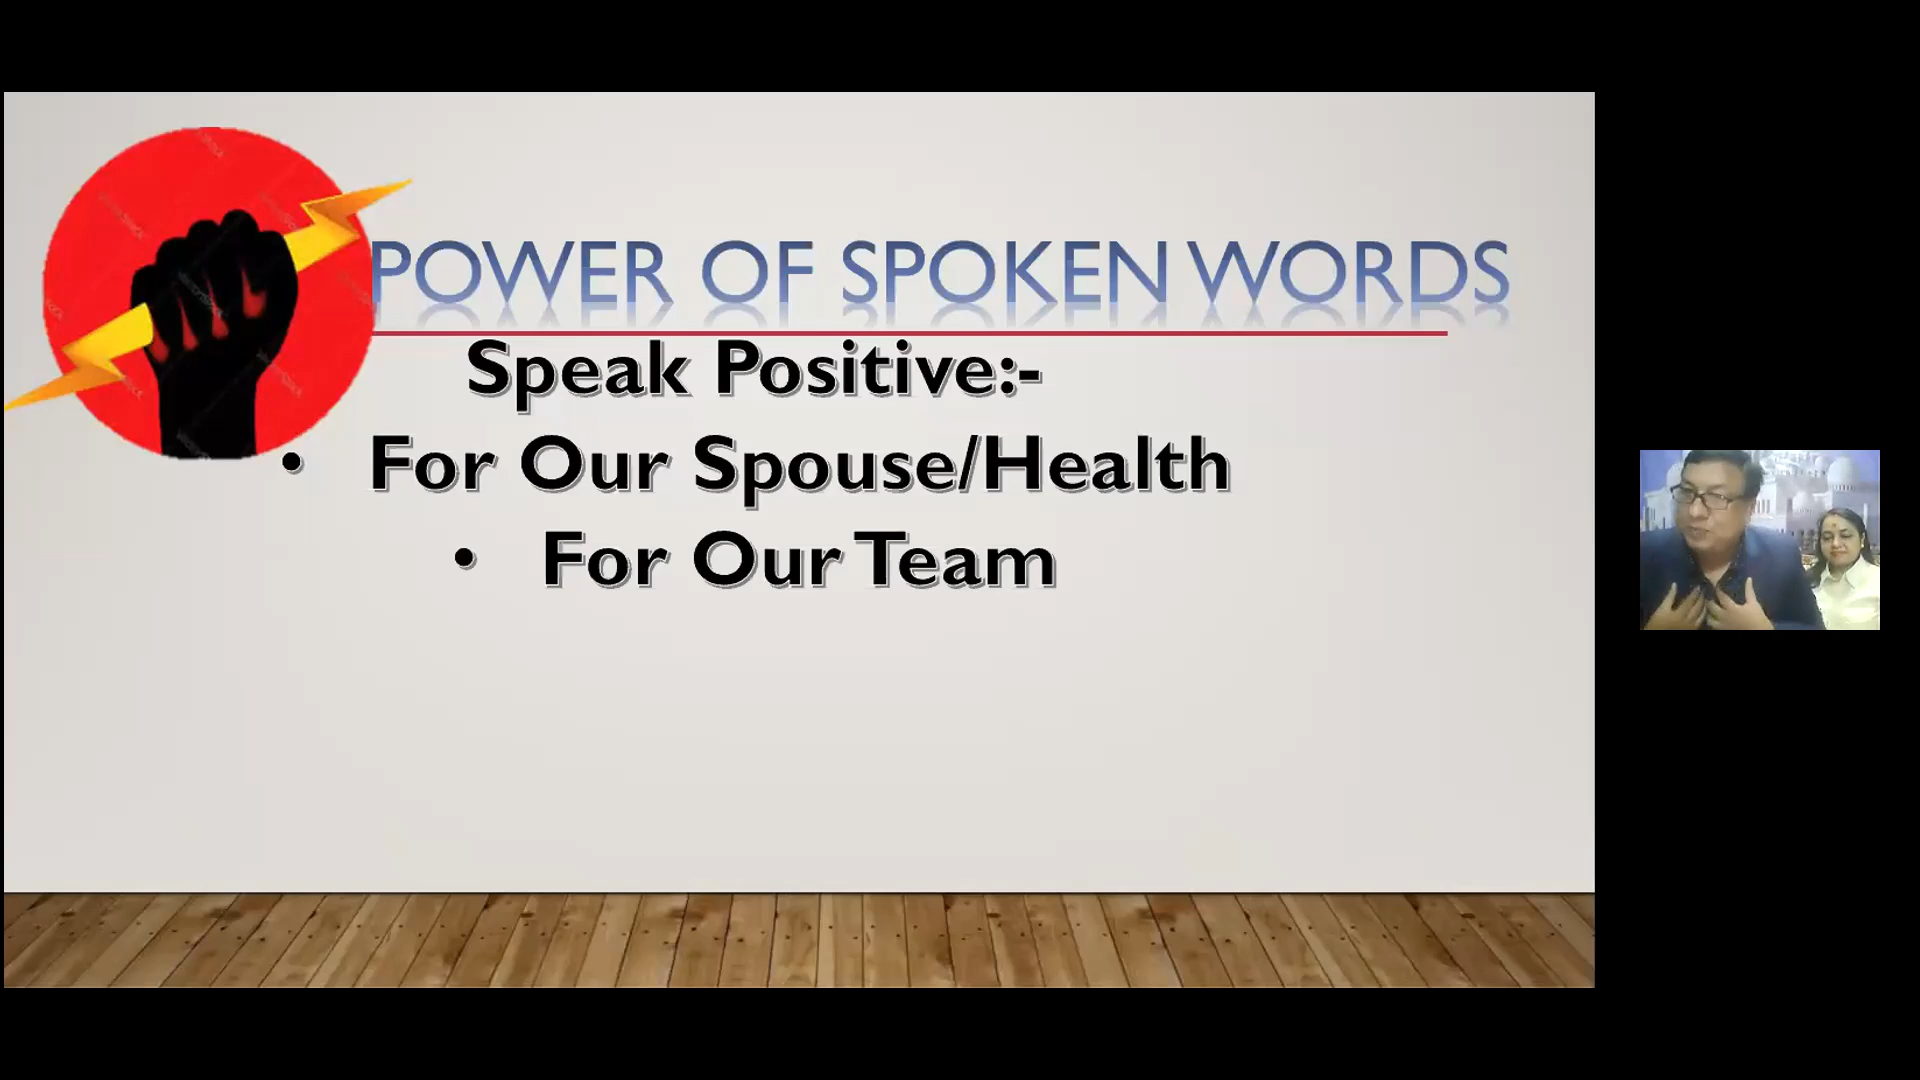 POWER OF SPOKEN WORDS
Speak Positive:-
• For Our Spouse/Health
• For Our Team